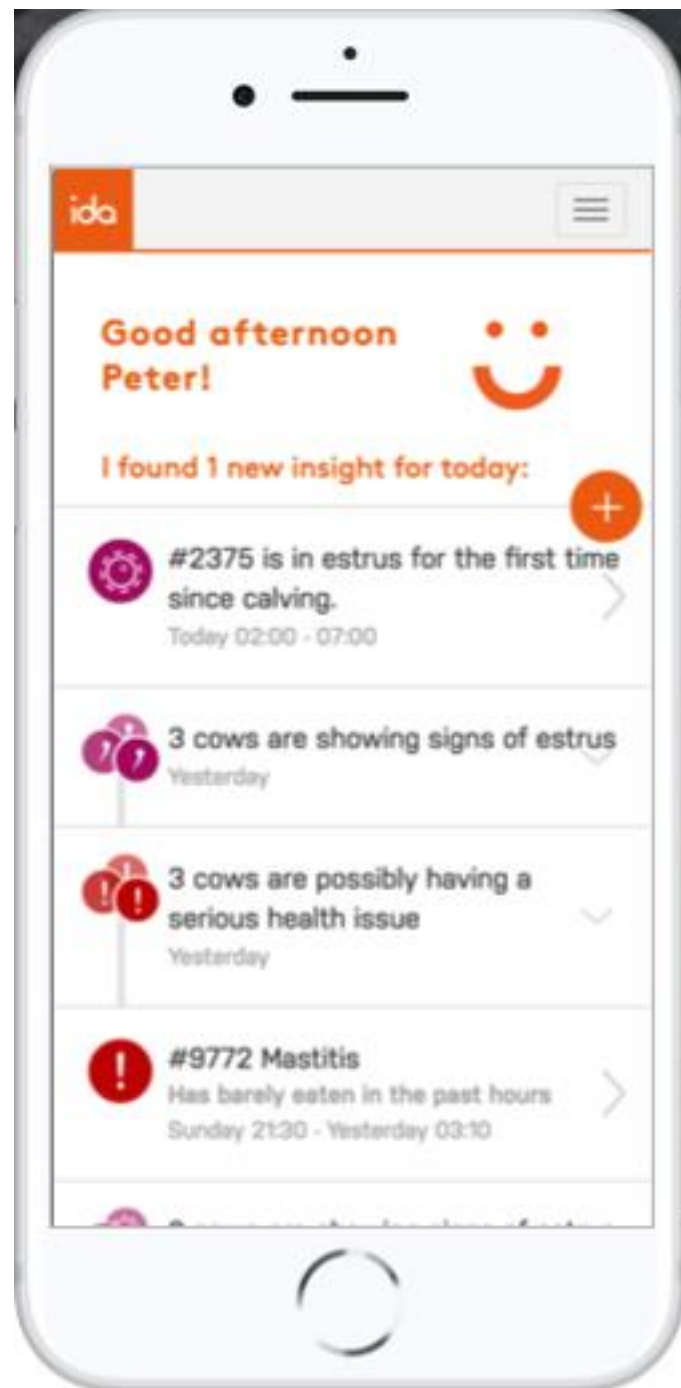 ida
Good afternoon
Peter!
I found 1 new insight for today:
#2375 is in estrus for the first time
since calving.
Today 02:00 - 07:00
3 cows are showing signs of estrus
Yesterday
3 cows are possibly having a
serious health issue
Yesterday
#9772 Mastitis
Has barely eaten in the past hours
Sunday 21:30 - Yesterday 03:10